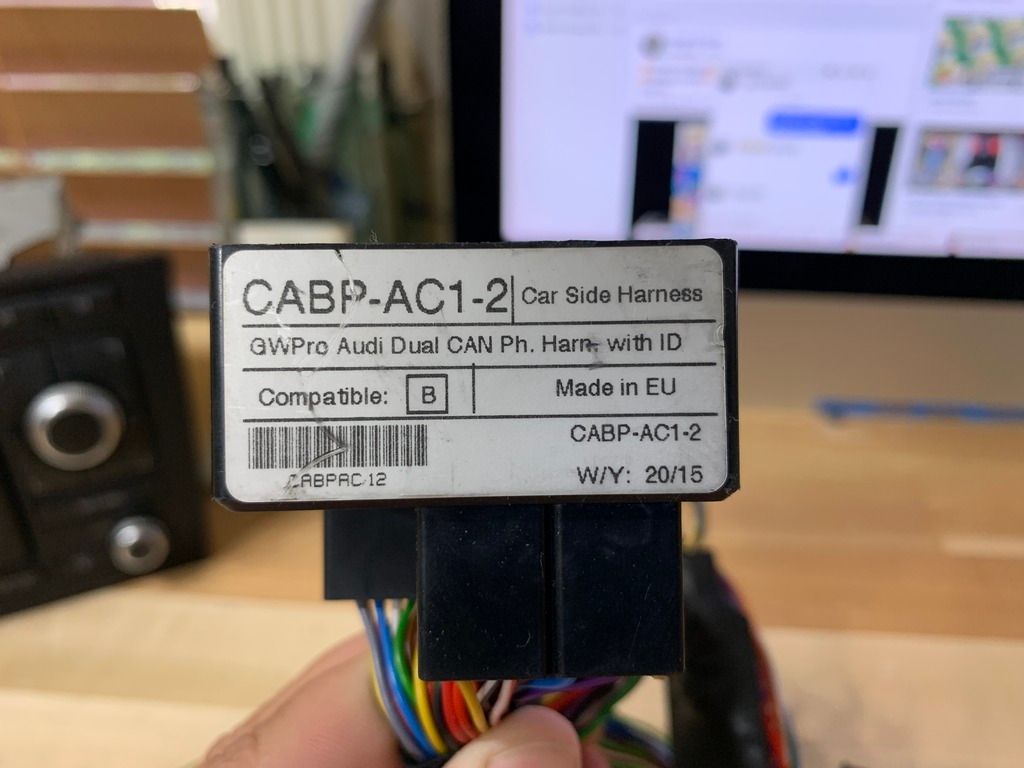 CABP-AC1-2 Car Side Harness
GWPro Audi Dual CAN Ph. Harn. with ID
Compatible: B Made in EU
CABP-AC1-2
CABPAC12
W/Y: 20/15